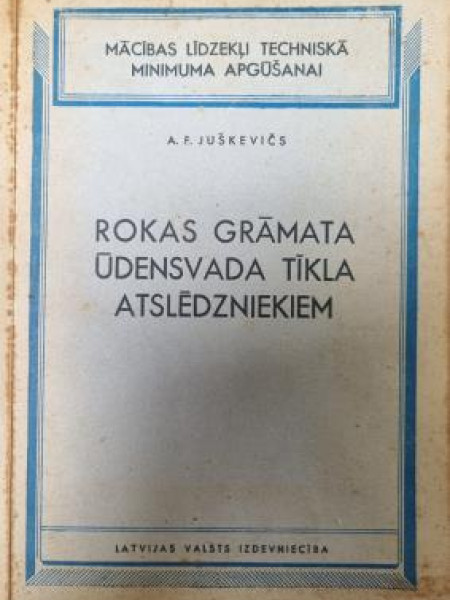 MĀCĪBAS LĪDZEKĻI TECHNISKĀ
MINIMUMA APGŪŠANAI
A. F. JUŠKEVIČS
ROKAS GRĀMATA
ŪDENSVADA TĪKLA
ATSLĒDZNIEKIEM
LATVIJAS VALSTS IZDEVNIECĪBA